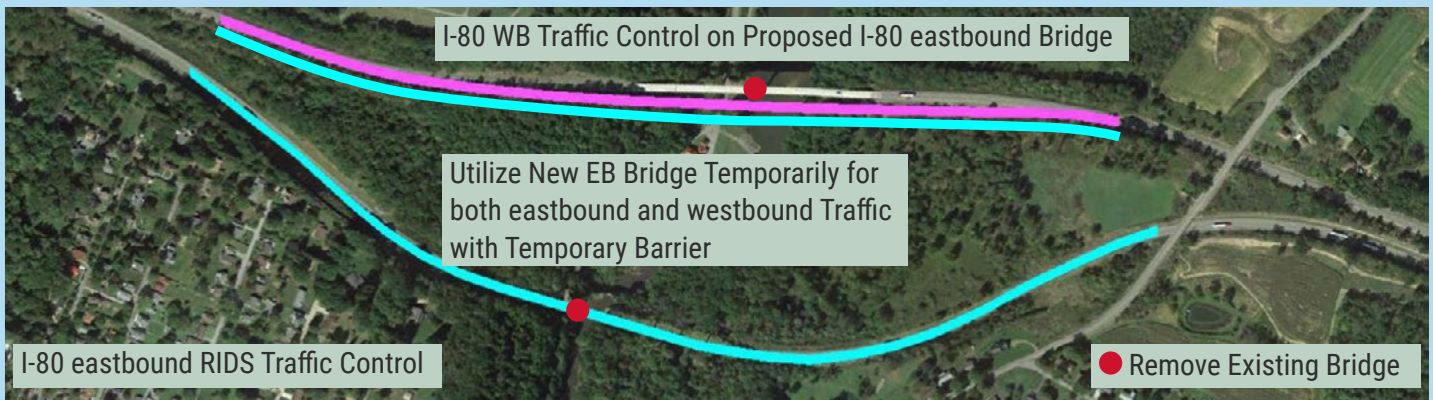 I-80 WB Traffic Control on Proposed I-80 eastbound Bridge
Utilize New EB Bridge Temporarily for
both eastbound and westbound Traffic
with Temporary Barrier
I-80 eastbound RIDS Traffic Control
Remove Existing Bridge